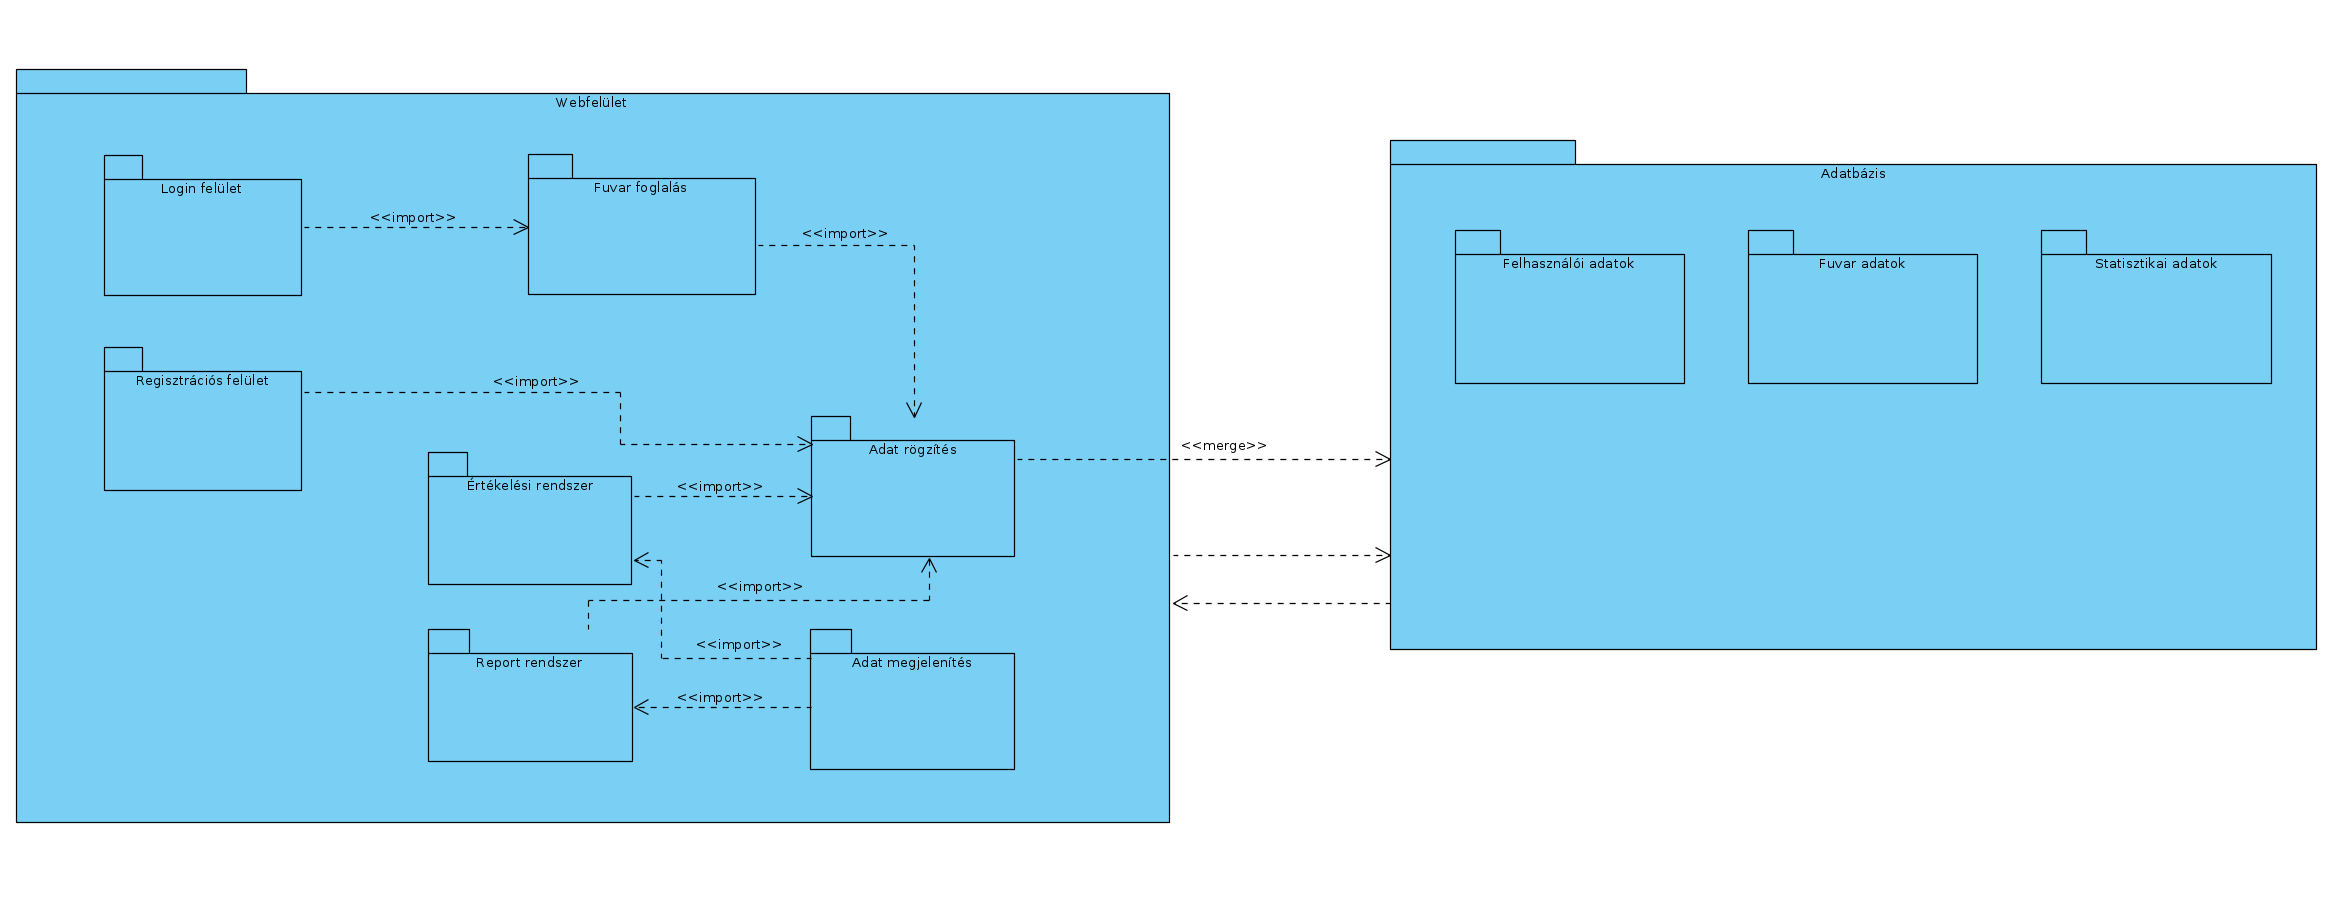 Webfelület
Login felület
<<import>>
Fuvar foglalás
<<import>>
Regisztrációs felület
<<import>>
Adat rögzítés
Értékelési rendszer
<<import>>
<<import>>
Report rendszer
<<import>>
<<import>>
Adat megjelenítés
<<merge>>
Adatbázis
Felhasználói adatok
Fuvar adatok
Statisztikai adatok